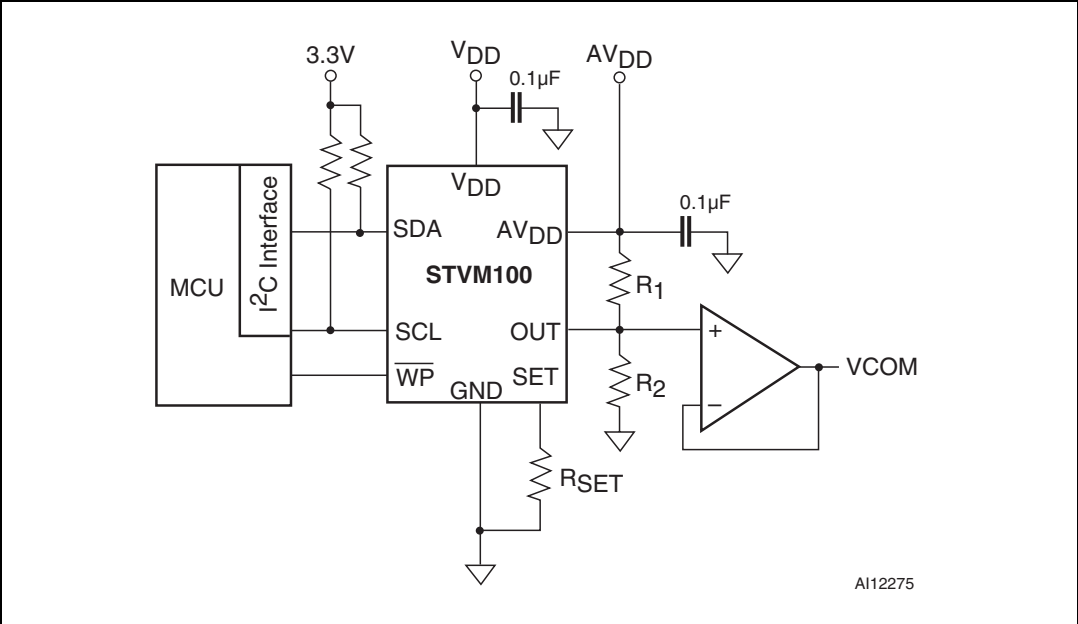 3.3V
VDD
AVDD
0.1µF
VDD
0.1µF
I2C Interface
SDA
AVDD
MCU
STVM100
R1
SCL
OUT
+
WP
SET
R2
–
VCOM
GND
RSET
AI12275